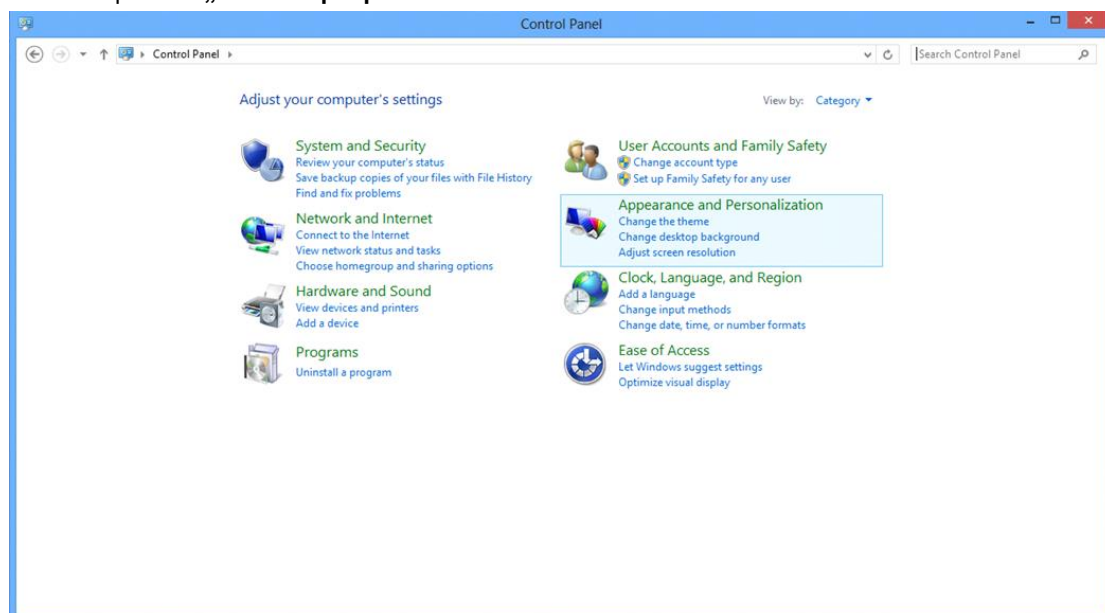 Control Panel
Control Panel
Search Control Panel
Adjust your computer's settings
View by: Category
System and Security
Review your computer's status
Save backup copies of your files with File History
Find and fix problems
Network and Internet
Connect to the Internet
View network status and tasks
Choose homegroup and sharing options
Hardware and Sound
View devices and printers
Add a device
Programs
Uninstall a program
User Accounts and Family Safety
Change account type
Set up Family Safety for any user
Appearance and Personalization
Change the theme
Change desktop background
Adjust screen resolution
Clock, Language, and Region
Add a language
Change input methods
Change date, time, or number formats
Ease of Access
Let Windows suggest settings
Optimize visual display